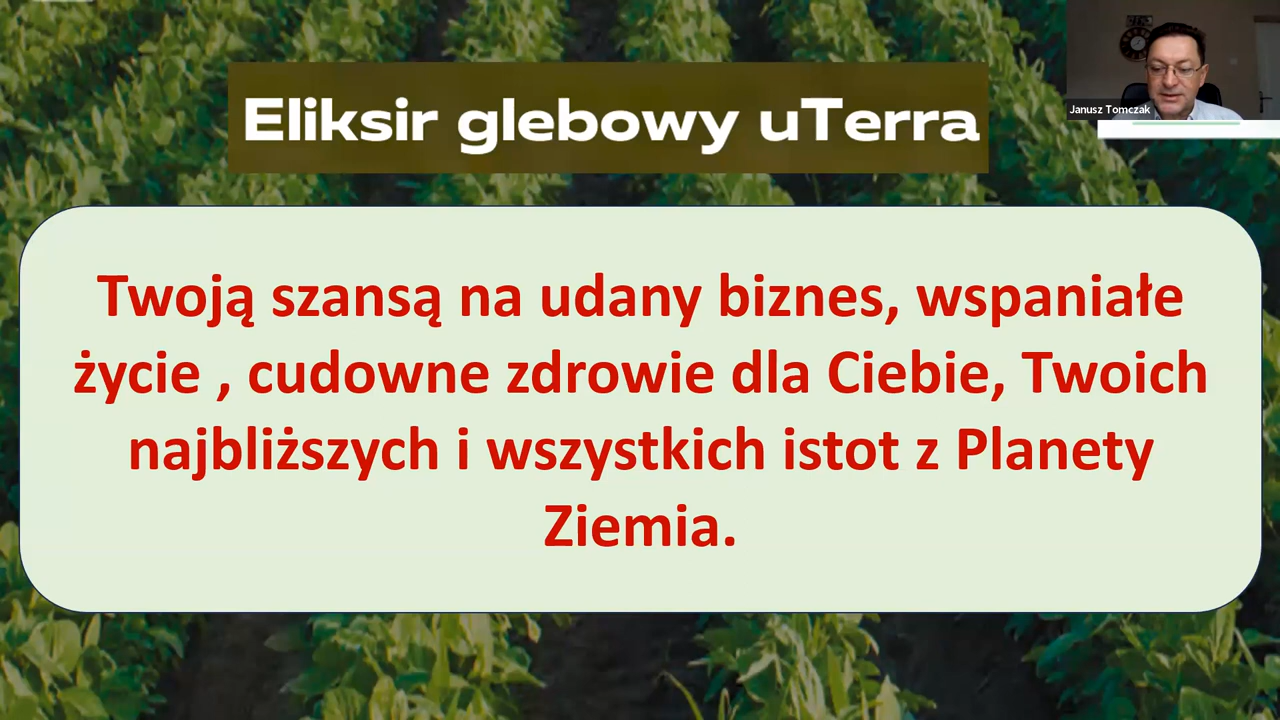 Eliksir glebowy uTerra
Janusz Tomczak
Twoją szansą na udany biznes, wspaniałe
życie , cudowne zdrowie dla Ciebie, Twoich
najbliższych i wszystkich istot z Planety
Ziemia.